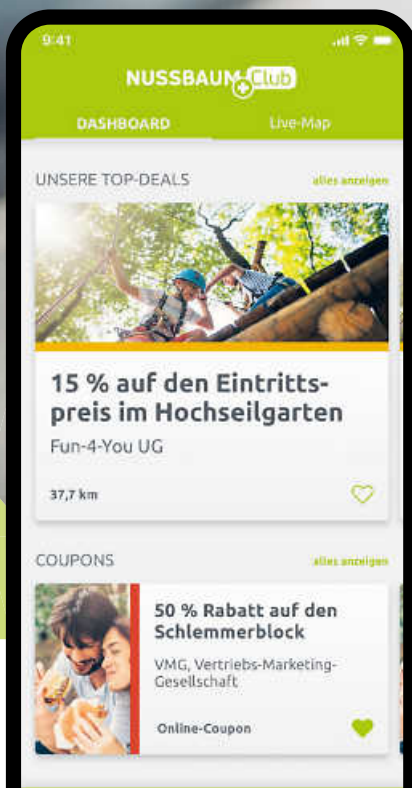 9:41
NUSSBAUM Club
DASHBOARD Live-Map
UNSERE TOP-DEALS alles anzeigen
15 % auf den Eintritts-
preis im Hochseilgarten
Fun-4-You UG
37,7 km
COUPONS alles anzeigen
50 % Rabatt auf den
Schlemmerblock
VMG, Vertriebs-Marketing-
Gesellschaft
Online-Coupon